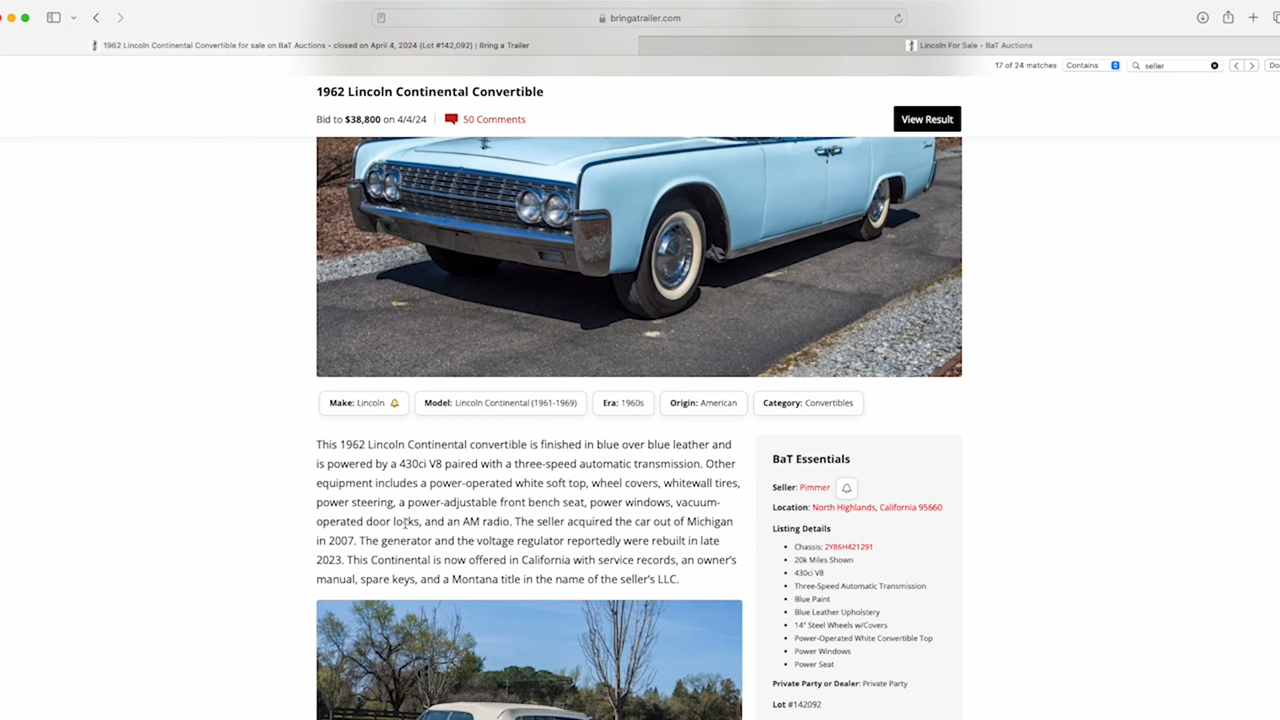 bringatrailer.com
1962 Lincoln Continental Convertible for sale on BaT Auctions - closed on April 4, 2024 (Lot #142,092) | Bring a Trailer
Lincoln For Sale - BaT Auctions
17 of 24 matches Contains seller
1962 Lincoln Continental Convertible
Bid to $38,800 on 4/4/24 50 Comments
View Result
Make: Lincoln Model: Lincoln Continental (1961-1969) Era: 1960s Origin: American Category: Convertibles
This 1962 Lincoln Continental convertible is finished in blue over blue leather and
is powered by a 430ci V8 paired with a three-speed automatic transmission. Other
equipment includes a power-operated white soft top, wheel covers, whitewall tires,
power steering, a power-adjustable front bench seat, power windows, vacuum-
operated door locks, and an AM radio. The seller acquired the car out of Michigan
in 2007. The generator and the voltage regulator reportedly were rebuilt in late
2023. This Continental is now offered in California with service records, an owner's
manual, spare keys, and a Montana title in the name of the seller's LLC.
BaT Essentials
Seller: Pimmer
Location: North Highlands, California 95660
Listing Details
Chassis: 2Y86H421291
20k Miles Shown
430ci V8
Three-Speed Automatic Transmission
Blue Paint
Blue Leather Upholstery
14" Steel Wheels w/Covers
Power-Operated White Convertible Top
Power Windows
Power Seat
Private Party or Dealer: Private Party
Lot #142092